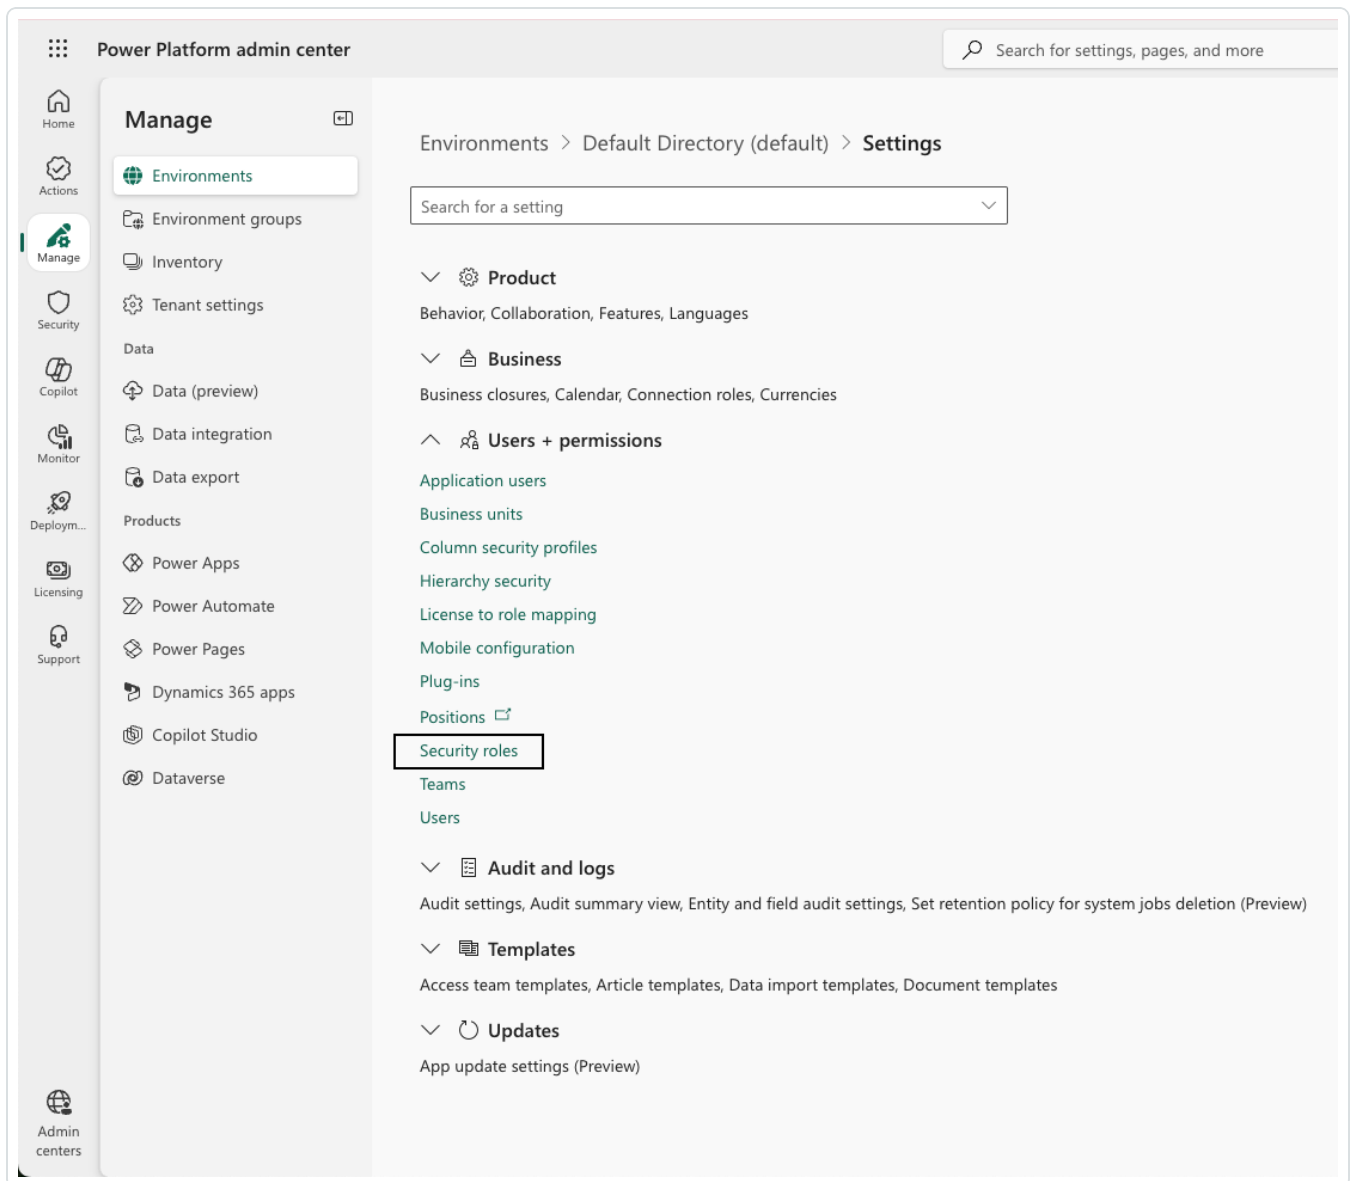 Power Platform admin center
Search for settings, pages, and more
Home
Actions
Manage
Security
Copilot
Monitor
Deploym...
Licensing
Support
Admin
centers
Manage
Environments
Environment groups
Inventory
Tenant settings
Data
Data (preview)
Data integration
Data export
Products
Power Apps
Power Automate
Power Pages
Dynamics 365 apps
Copilot Studio
Dataverse
Environments > Default Directory (default) > Settings
Search for a setting
Product
Behavior, Collaboration, Features, Languages
Business
Business closures, Calendar, Connection roles, Currencies
Users + permissions
Application users
Business units
Column security profiles
Hierarchy security
License to role mapping
Mobile configuration
Plug-ins
Positions
Security roles
Teams
Users
Audit and logs
Audit settings, Audit summary view, Entity and field audit settings, Set retention policy for system jobs deletion (Preview)
Templates
Access team templates, Article templates, Data import templates, Document templates
Updates
App update settings (Preview)